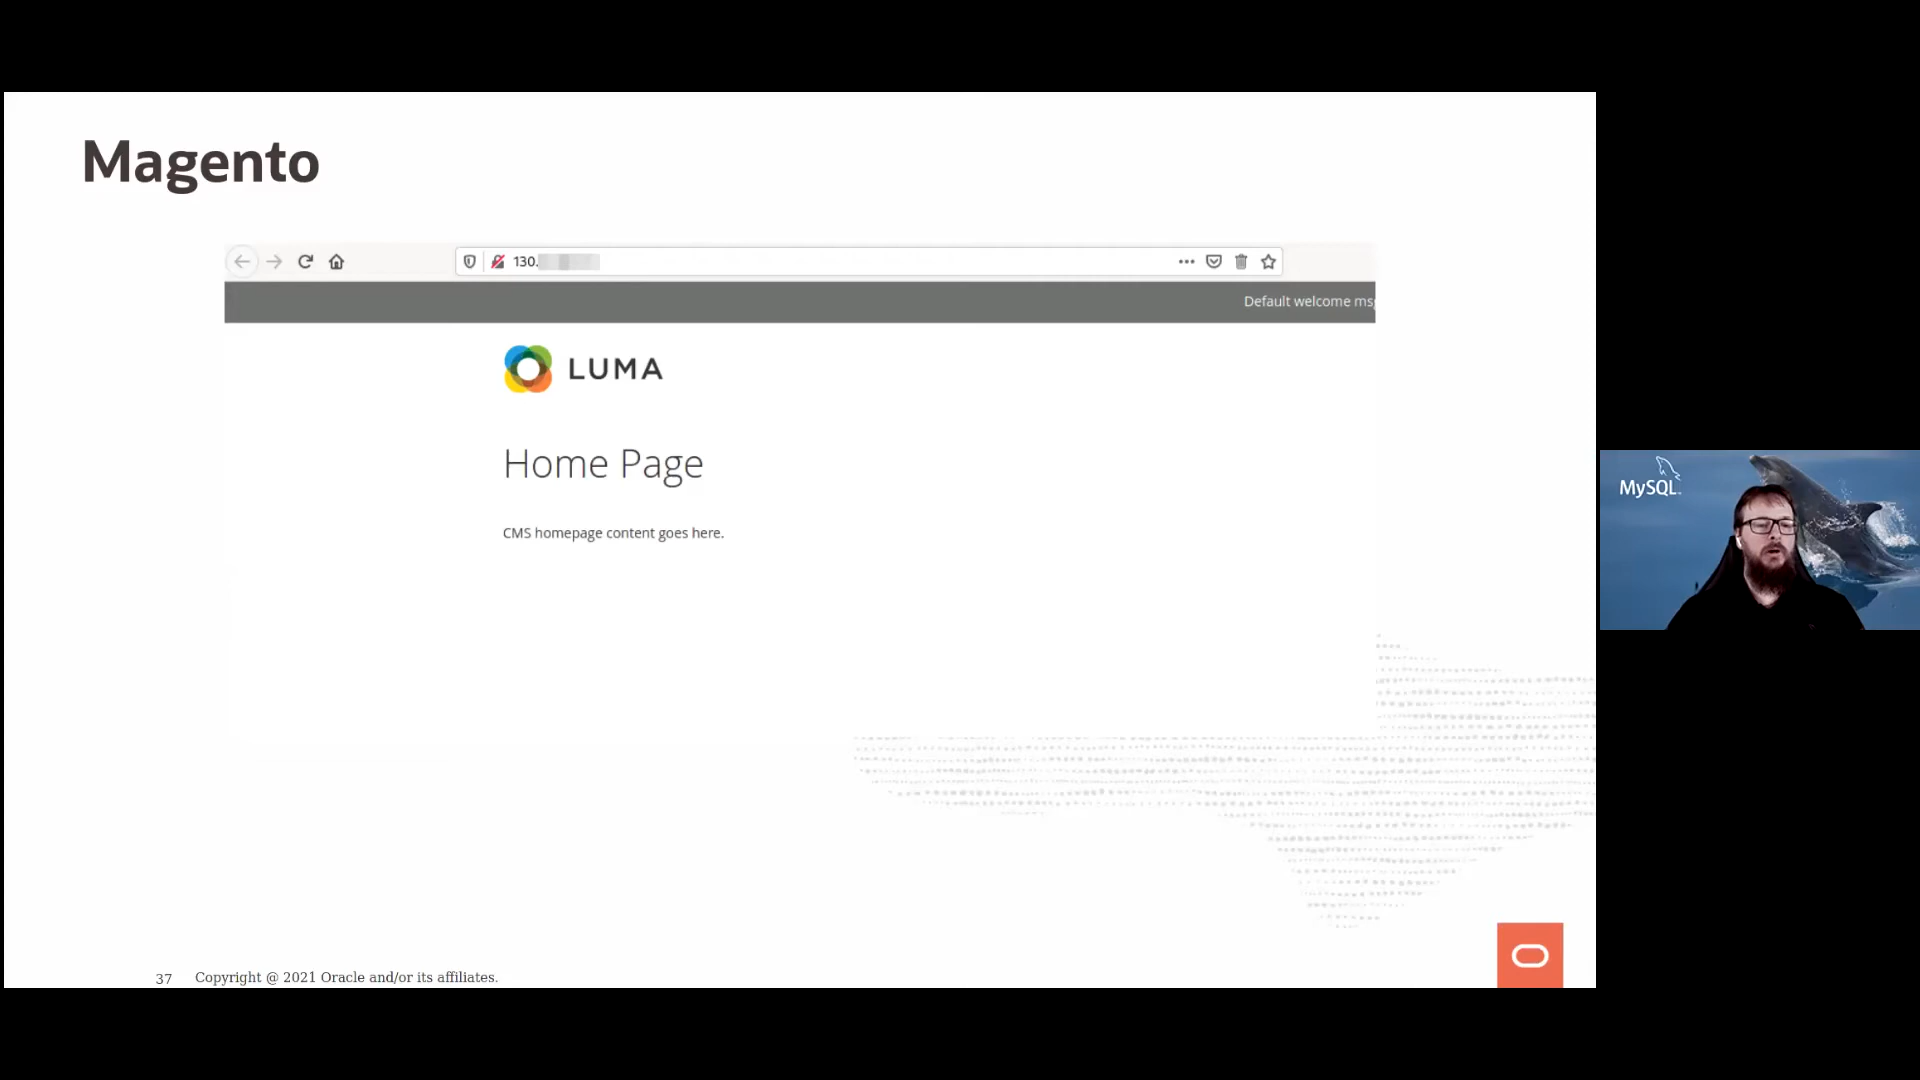 Magento
130.
Default welcome ms
LUMA
Home Page
CMS homepage content goes here.
MySQL
37 Copyright @ 2021 Oracle and/or its affiliates.